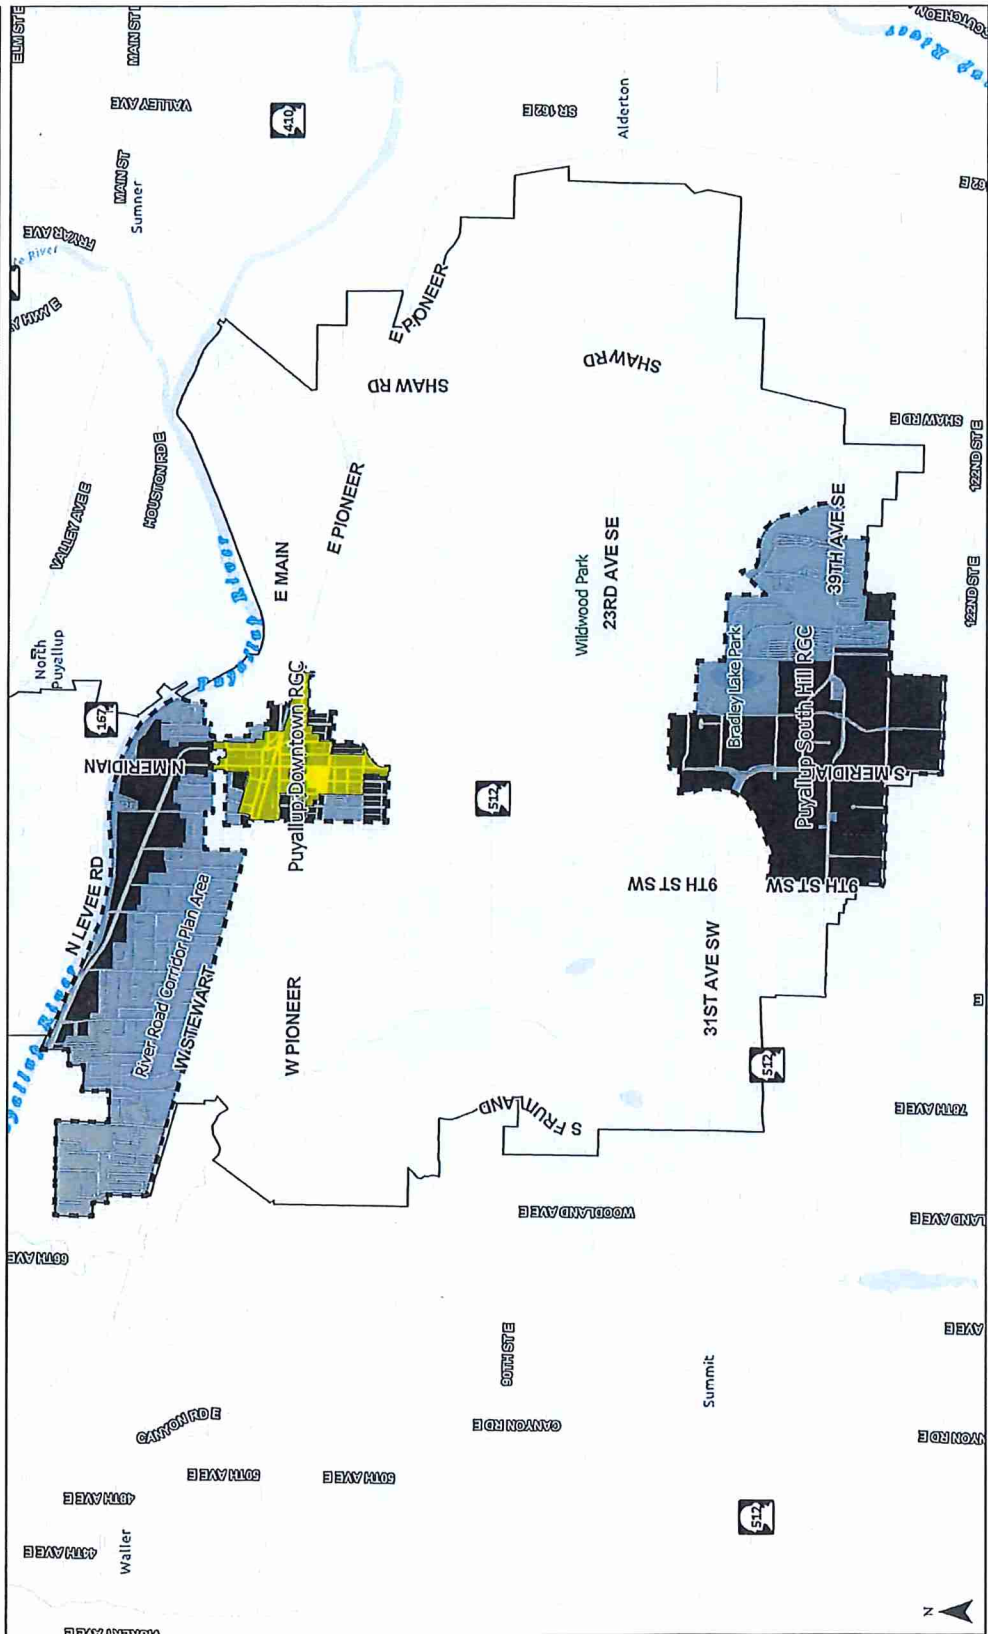 66TH AVE
ELM ST E
44TH AVE E
48TH AVE E
Waller
North
Puyallup
VALLEY AVE E
FRYAR AVE
MAIN ST
Sumner
MAIN ST
VALLEY AVE
CANYON RD E
N LEVEE RD
167
N MERIDIAN
HOUSTON RD E
River Road Corridor Plan Area
W STEWART
50TH AVE E
Puyallup River
E MAIN
410
W PIONEER
Puyallup Downtown RGC
E PIONEER
50TH AVE E
SHAW RD
E PIONEER
90TH ST E
CANYON RD E
WOODLAND AVE E
S FRUITLAND
512
SR 162 E
Wildwood Park
23RD AVE SE
SHAW RD
Alderton
Summit
31ST AVE SW
9TH ST SW
Bradley Lake Park
512
512
9TH ST SW
Puyallup South Hill RGC
39TH AVE SE
S MERIDIA
78TH AVE E
SHAW RD E
122ND ST E
122ND ST E
N